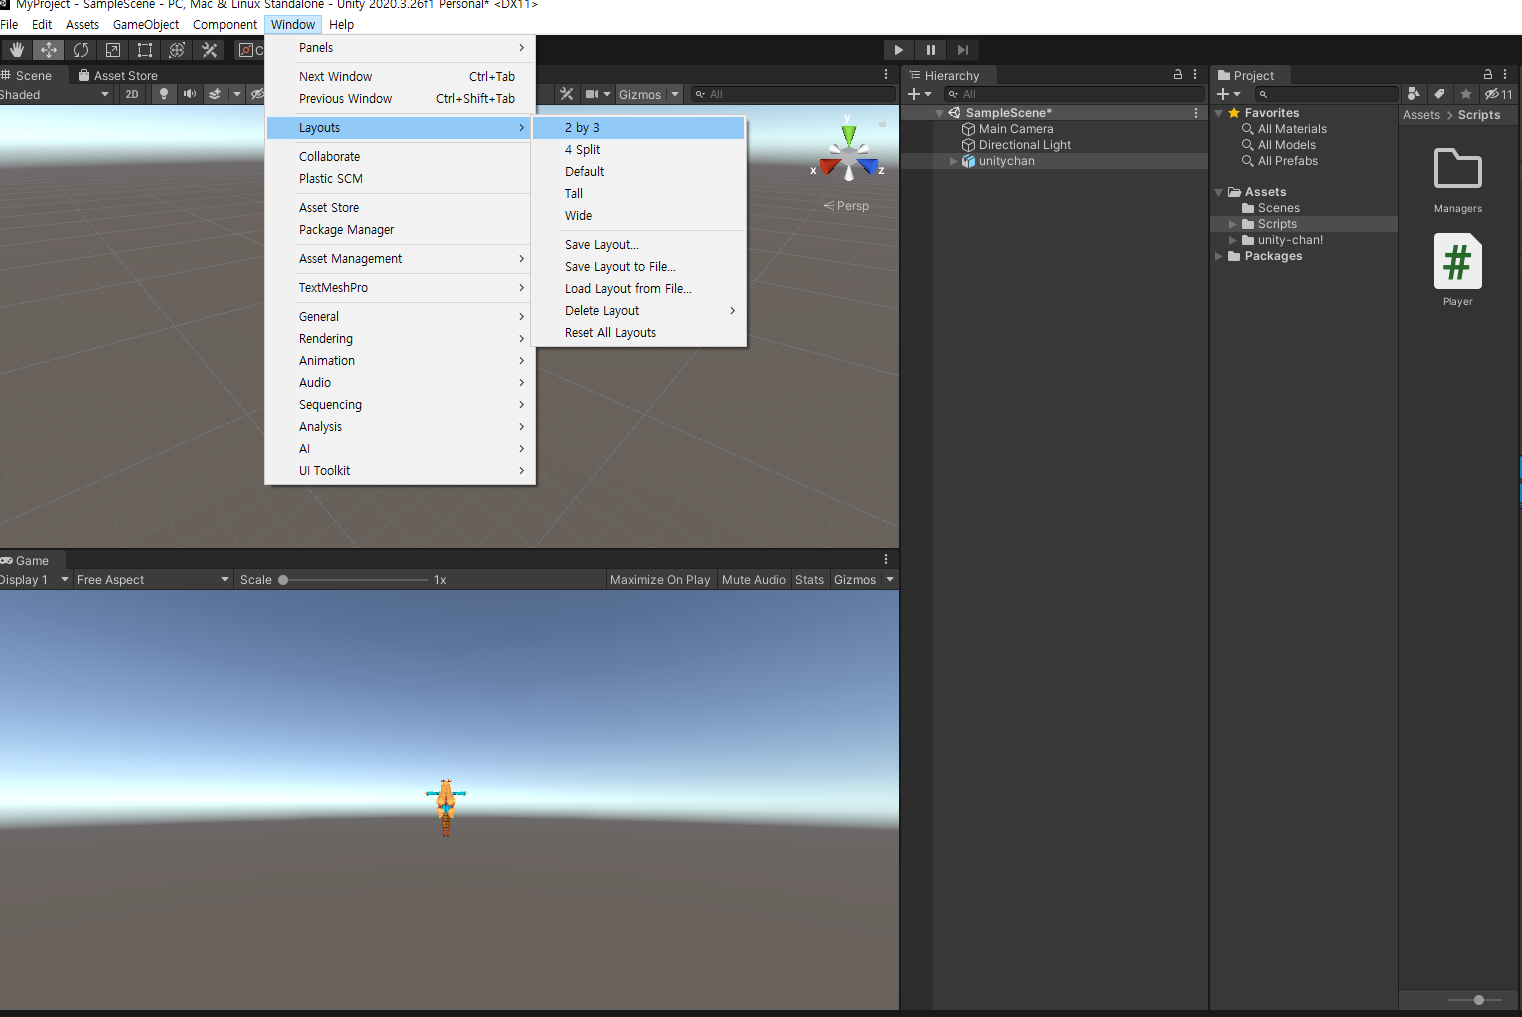 MyProject - SampleScene - PC, Mac & Linux Standalone - Unity 2020.3.26f1 Personal* <DX11>
File Edit Assets GameObject Component Window Help
C
Scene Asset Store
Shaded 2D Gizmos All
Panels
Next Window Ctrl+Tab
Previous Window Ctrl+Shift+Tab
Layouts
Collaborate
Plastic SCM
Asset Store
Package Manager
Asset Management
TextMeshPro
General
Rendering
Animation
Audio
Sequencing
Analysis
AI
UI Toolkit
2 by 3
4 Split
Default
Tall
Wide
Save Layout...
Save Layout to File...
Load Layout from File...
Delete Layout
Reset All Layouts
y
x z
Persp
Game
Display 1 Free Aspect Scale 1x Maximize On Play Mute Audio Stats Gizmos
Hierarchy
All
SampleScene*
Main Camera
Directional Light
unitychan
Project
11
Favorites
All Materials
All Models
All Prefabs
Assets
Scenes
Scripts
unity-chan!
Packages
Assets > Scripts
Managers
#
Player